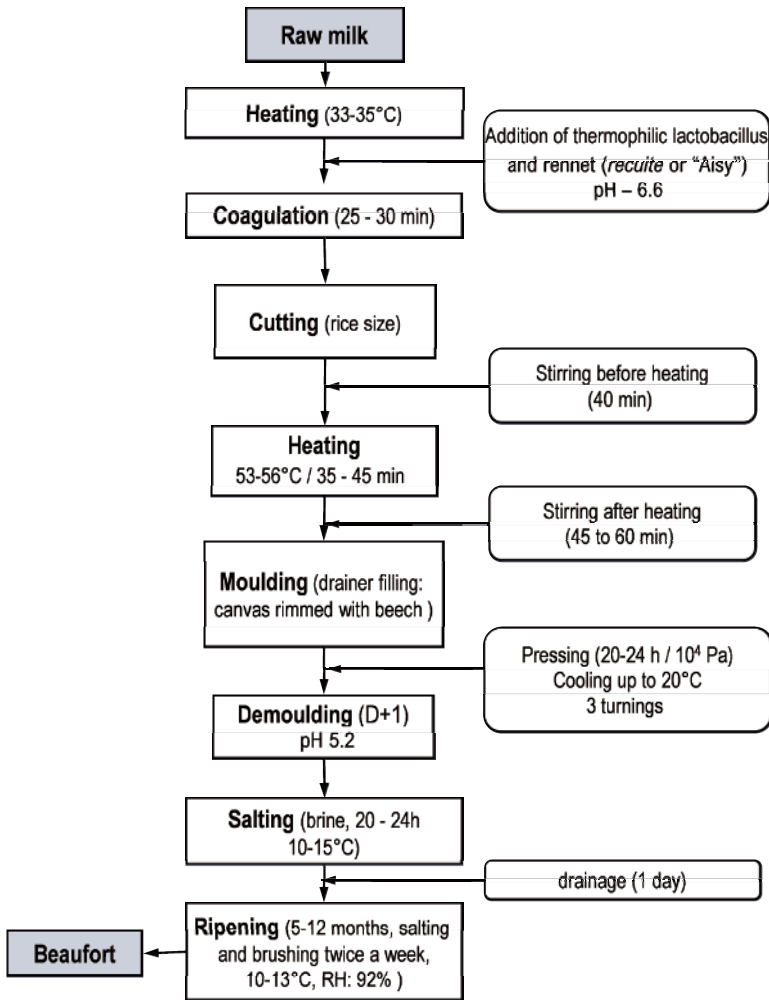 Raw milk
Heating (33-35°C)
Addition of thermophilic lactobacillus
and rennet (recuite or “Aisy”)
pH – 6.6
Coagulation (25 - 30 min)
Cutting (rice size)
Stirring before heating
(40 min)
Heating
53-56°C / 35 - 45 min
Stirring after heating
(45 to 60 min)
Moulding (drainer filling:
canvas rimmed with beech )
Pressing (20-24 h / 10⁴ Pa)
Cooling up to 20°C
3 turnings
Demoulding (D+1)
pH 5.2
Salting (brine, 20 - 24h
10-15°C)
drainage (1 day)
Ripening (5-12 months, salting
and brushing twice a week,
10-13°C, RH: 92% )
Beaufort